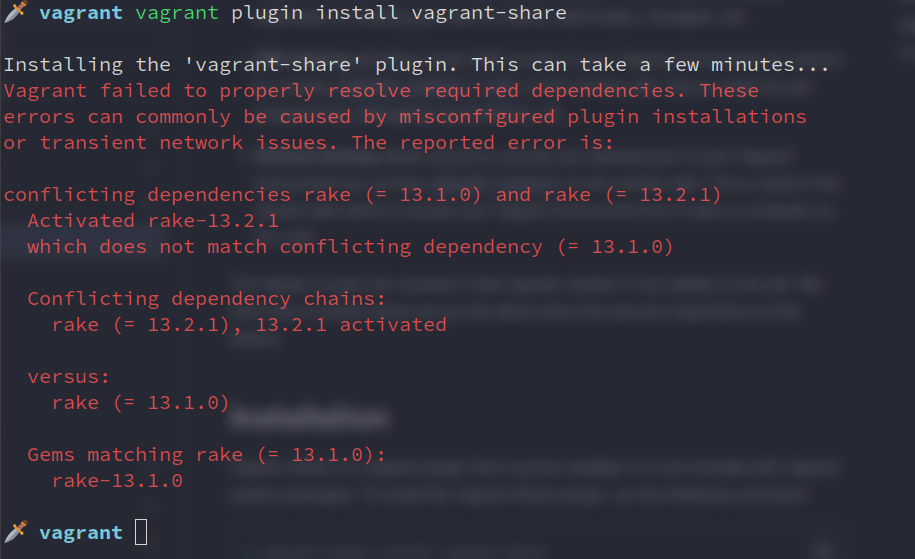 vagrant vagrant plugin install vagrant-share
Installing the 'vagrant-share' plugin. This can take a few minutes...
Vagrant failed to properly resolve required dependencies. These
errors can commonly be caused by misconfigured plugin installations
or transient network issues. The reported error is:
conflicting dependencies rake (= 13.1.0) and rake (= 13.2.1)
Activated rake-13.2.1
which does not match conflicting dependency (= 13.1.0)
Conflicting dependency chains:
rake (= 13.2.1), 13.2.1 activated
versus:
rake (= 13.1.0)
Gems matching rake (= 13.1.0):
rake-13.1.0
vagrant